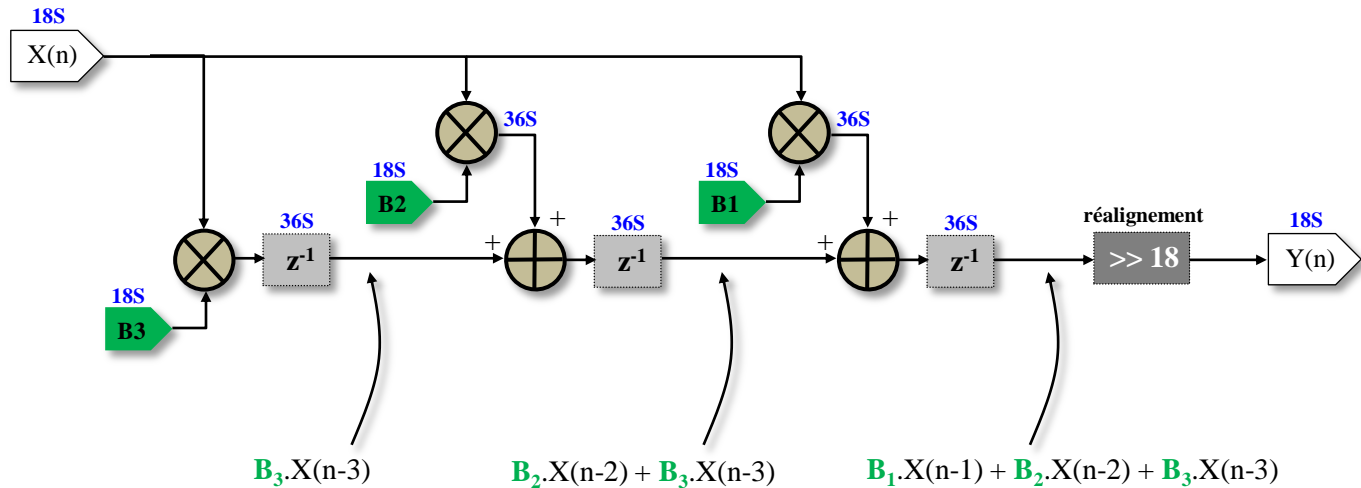 18S
X(n)
36S
36S
18S
B2
18S
B1
+
+
36S
36S
36S
réalignement
18S
+
+
z⁻¹
z⁻¹
z⁻¹
>> 18
Y(n)
18S
B3
B₃.X(n-3)
B₂.X(n-2) + B₃.X(n-3)
B₁.X(n-1) + B₂.X(n-2) + B₃.X(n-3)